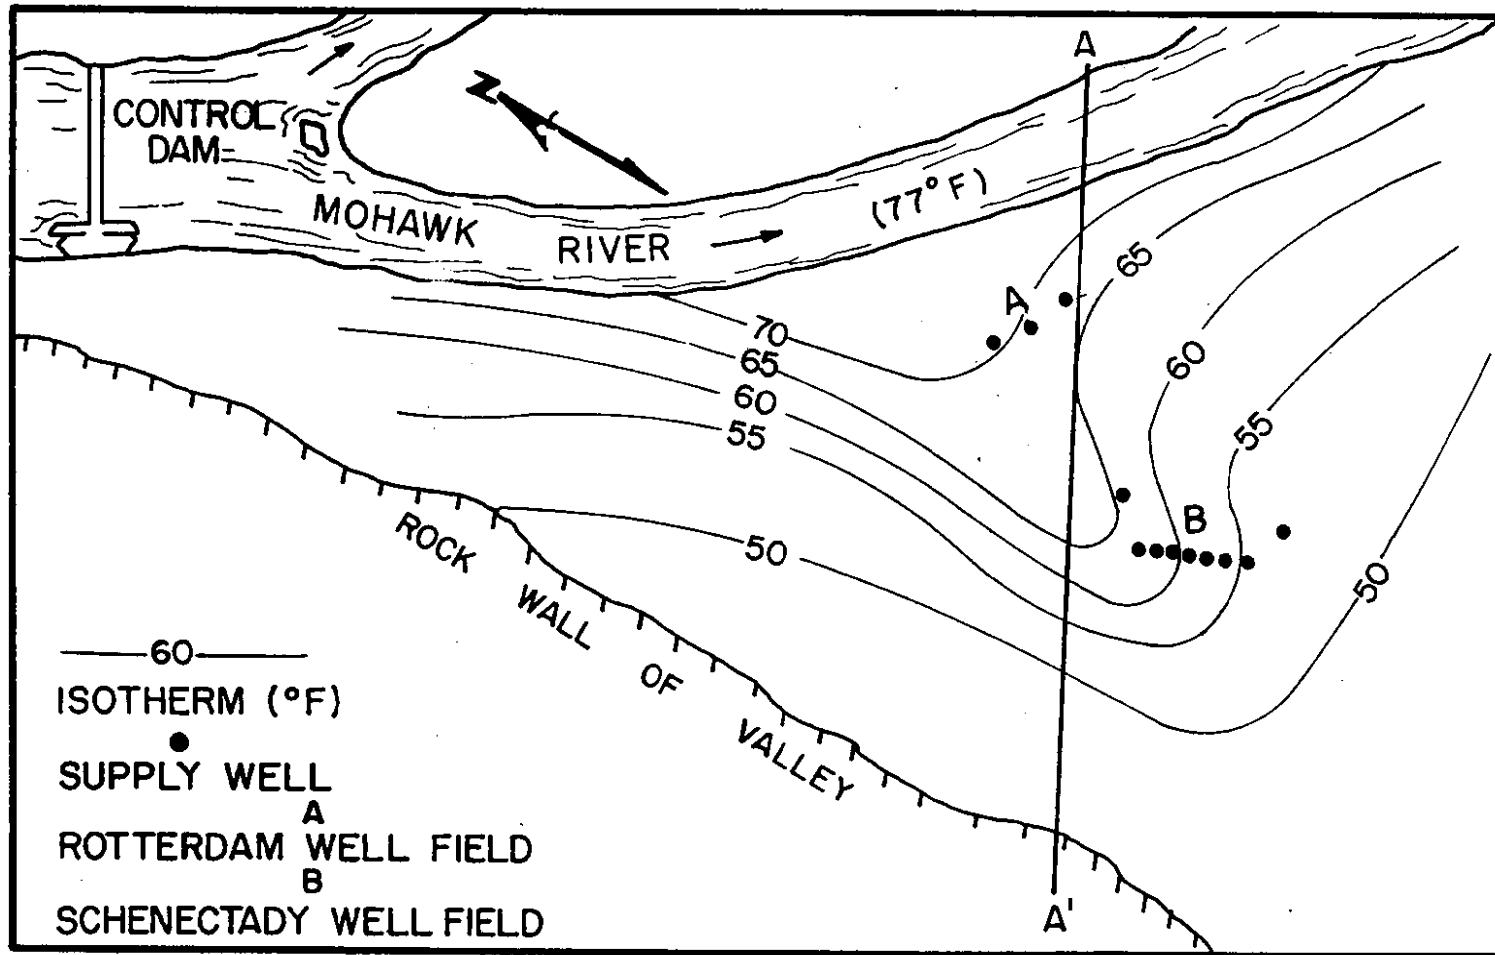 A
N
CONTROL
DAM
MOHAWK
RIVER
(77°F)
A
65
70
65
60
55
60
55
B
50
50
ROCK WALL OF VALLEY
60
ISOTHERM (°F)
SUPPLY WELL
A
ROTTERDAM WELL FIELD
B
SCHENECTADY WELL FIELD
A'